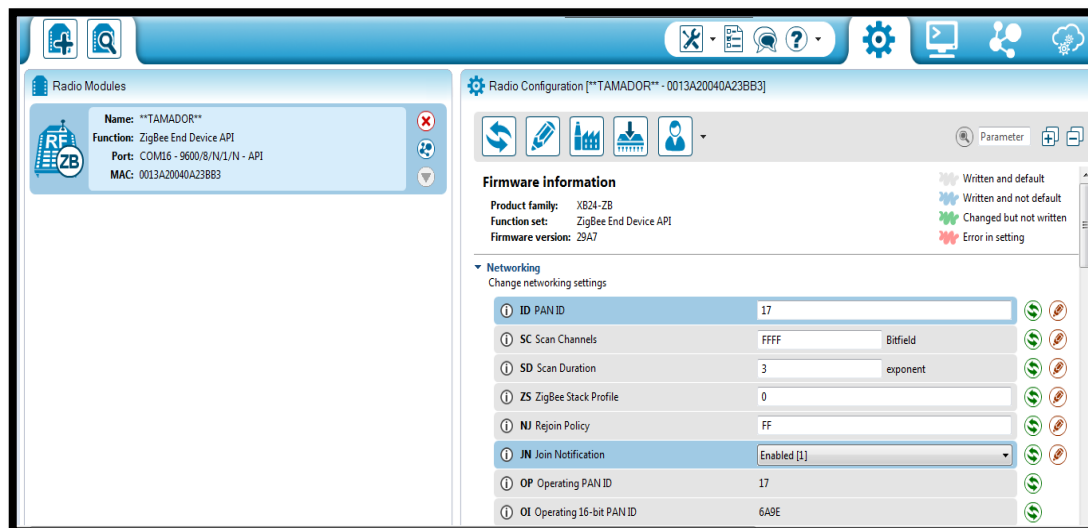 Radio Modules
RF
ZB
Name: **TAMADOR**
Function: ZigBee End Device API
Port: COM16 - 9600/8/N/1/N - API
MAC: 0013A20040A23BB3
Radio Configuration [**TAMADOR** - 0013A20040A23BB3]
Parameter
Firmware information
Product family: XB24-ZB
Function set: ZigBee End Device API
Firmware version: 29A7
Written and default
Written and not default
Changed but not written
Error in setting
Networking
Change networking settings
i ID PAN ID 17
i SC Scan Channels FFFF Bitfield
i SD Scan Duration 3 exponent
i ZS ZigBee Stack Profile 0
i NJ Rejoin Policy FF
i JN Join Notification Enabled [1]
i OP Operating PAN ID 17
i OI Operating 16-bit PAN ID 6A9E